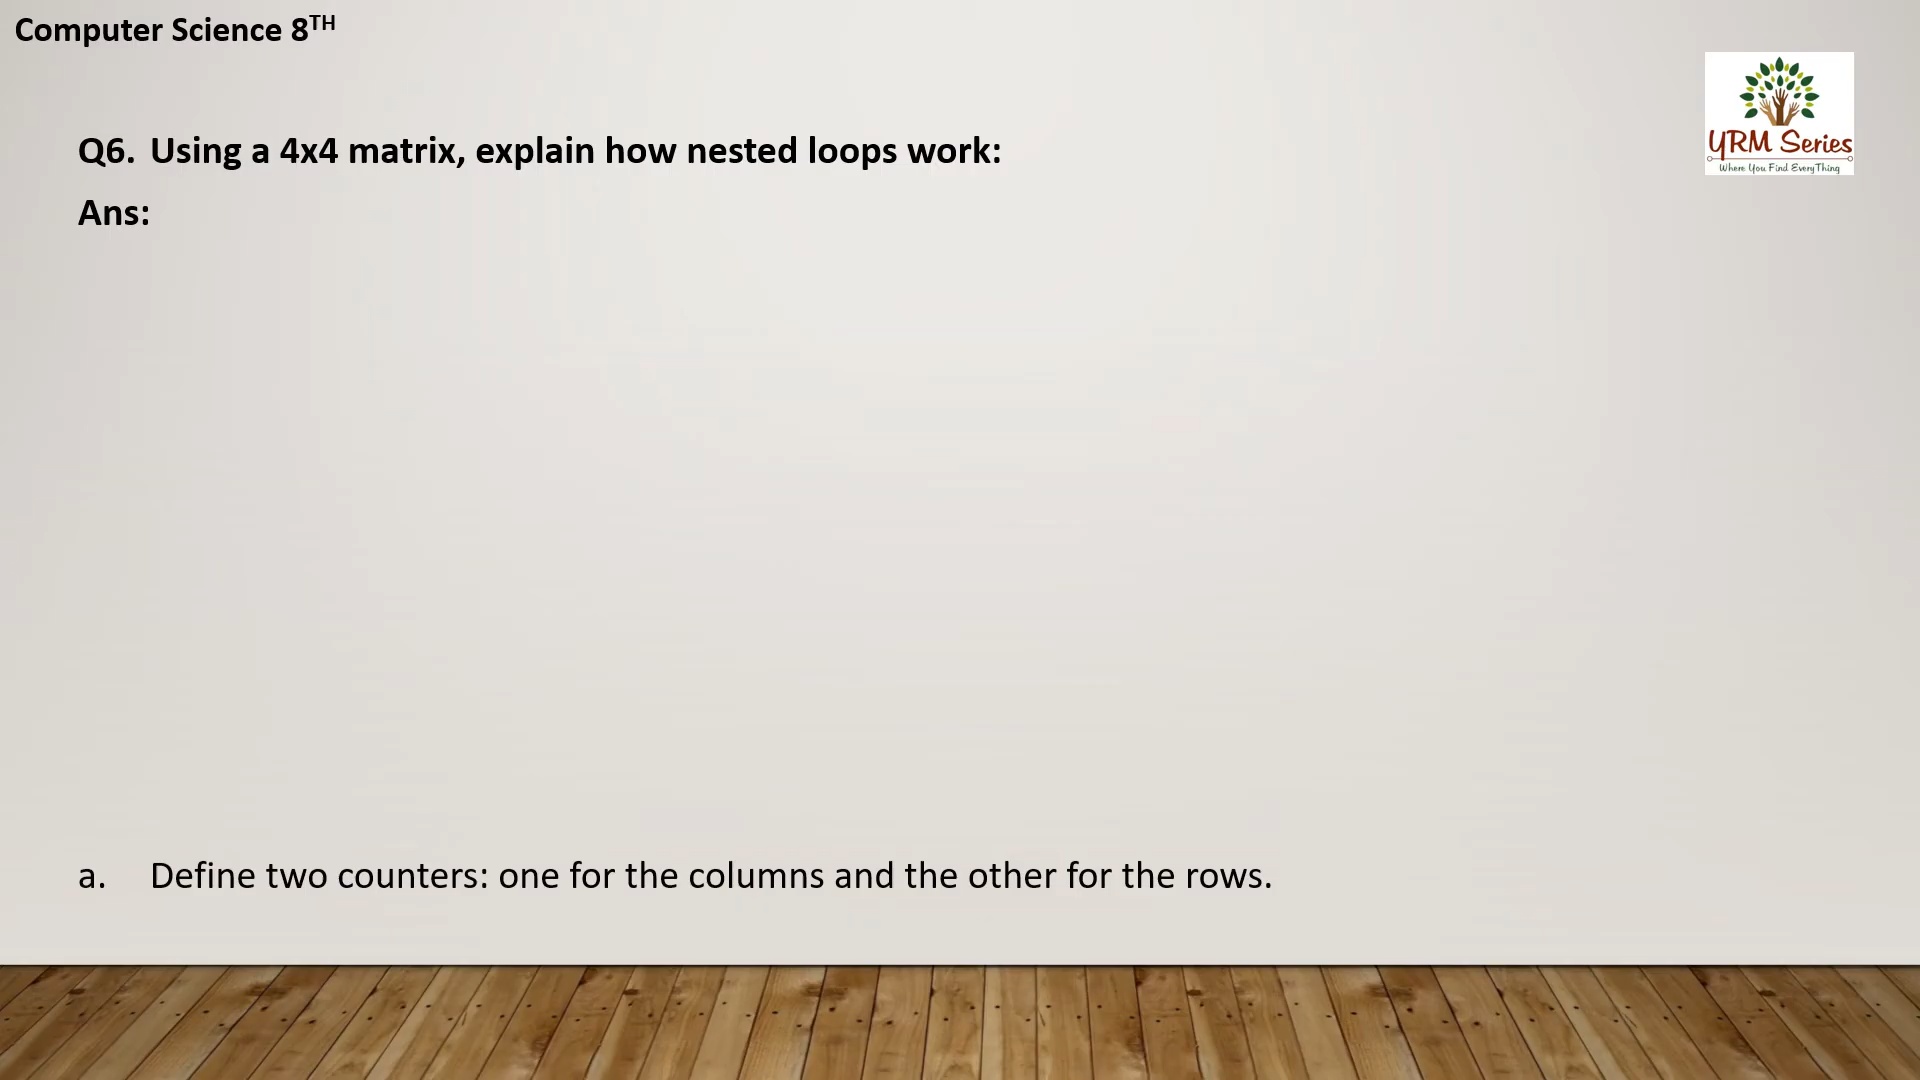 Computer Science 8TH
YRM Series
Where You Find EveryThing
Q6. Using a 4x4 matrix, explain how nested loops work:
Ans:
a. Define two counters: one for the columns and the other for the rows.